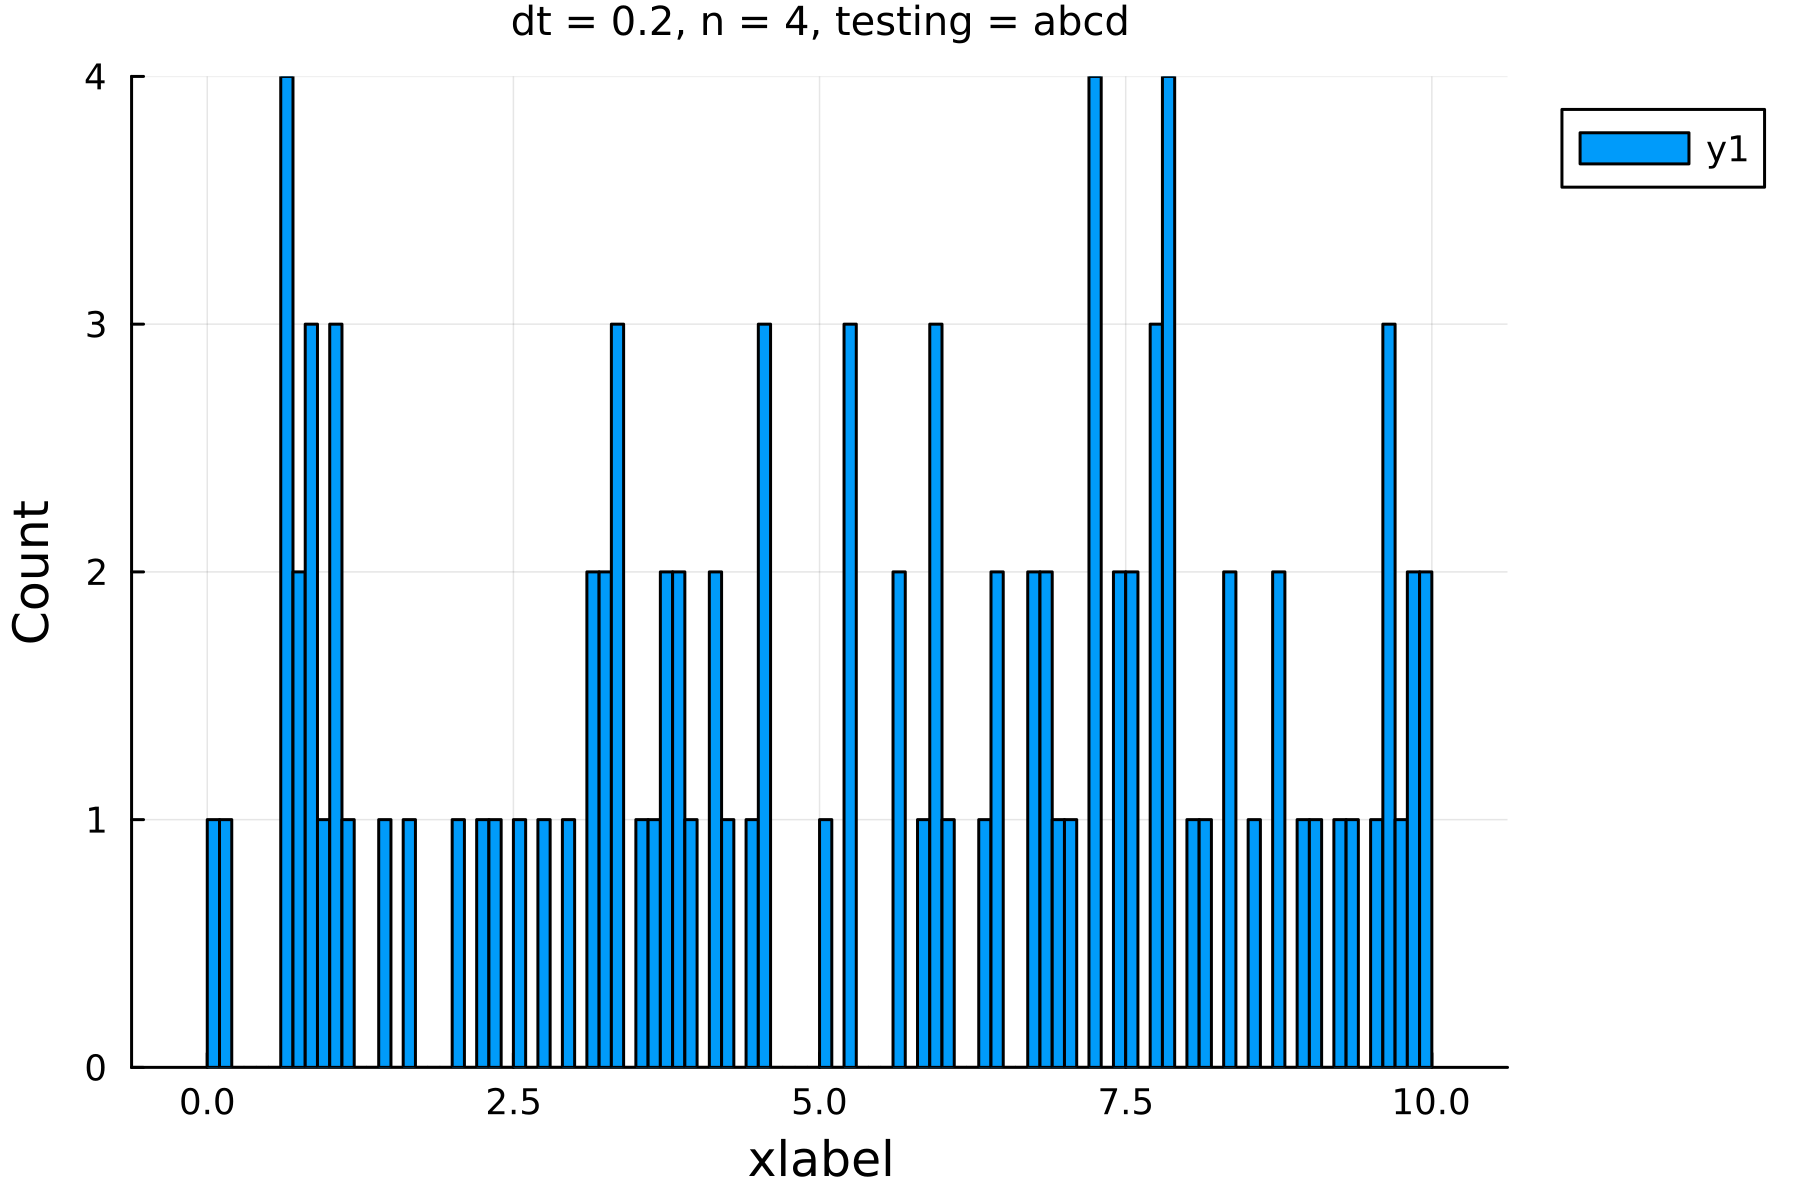 dt = 0.2, n = 4, testing = abcd
4
3
2
1
0
Count
0.0 2.5 5.0 7.5 10.0
xlabel
y1